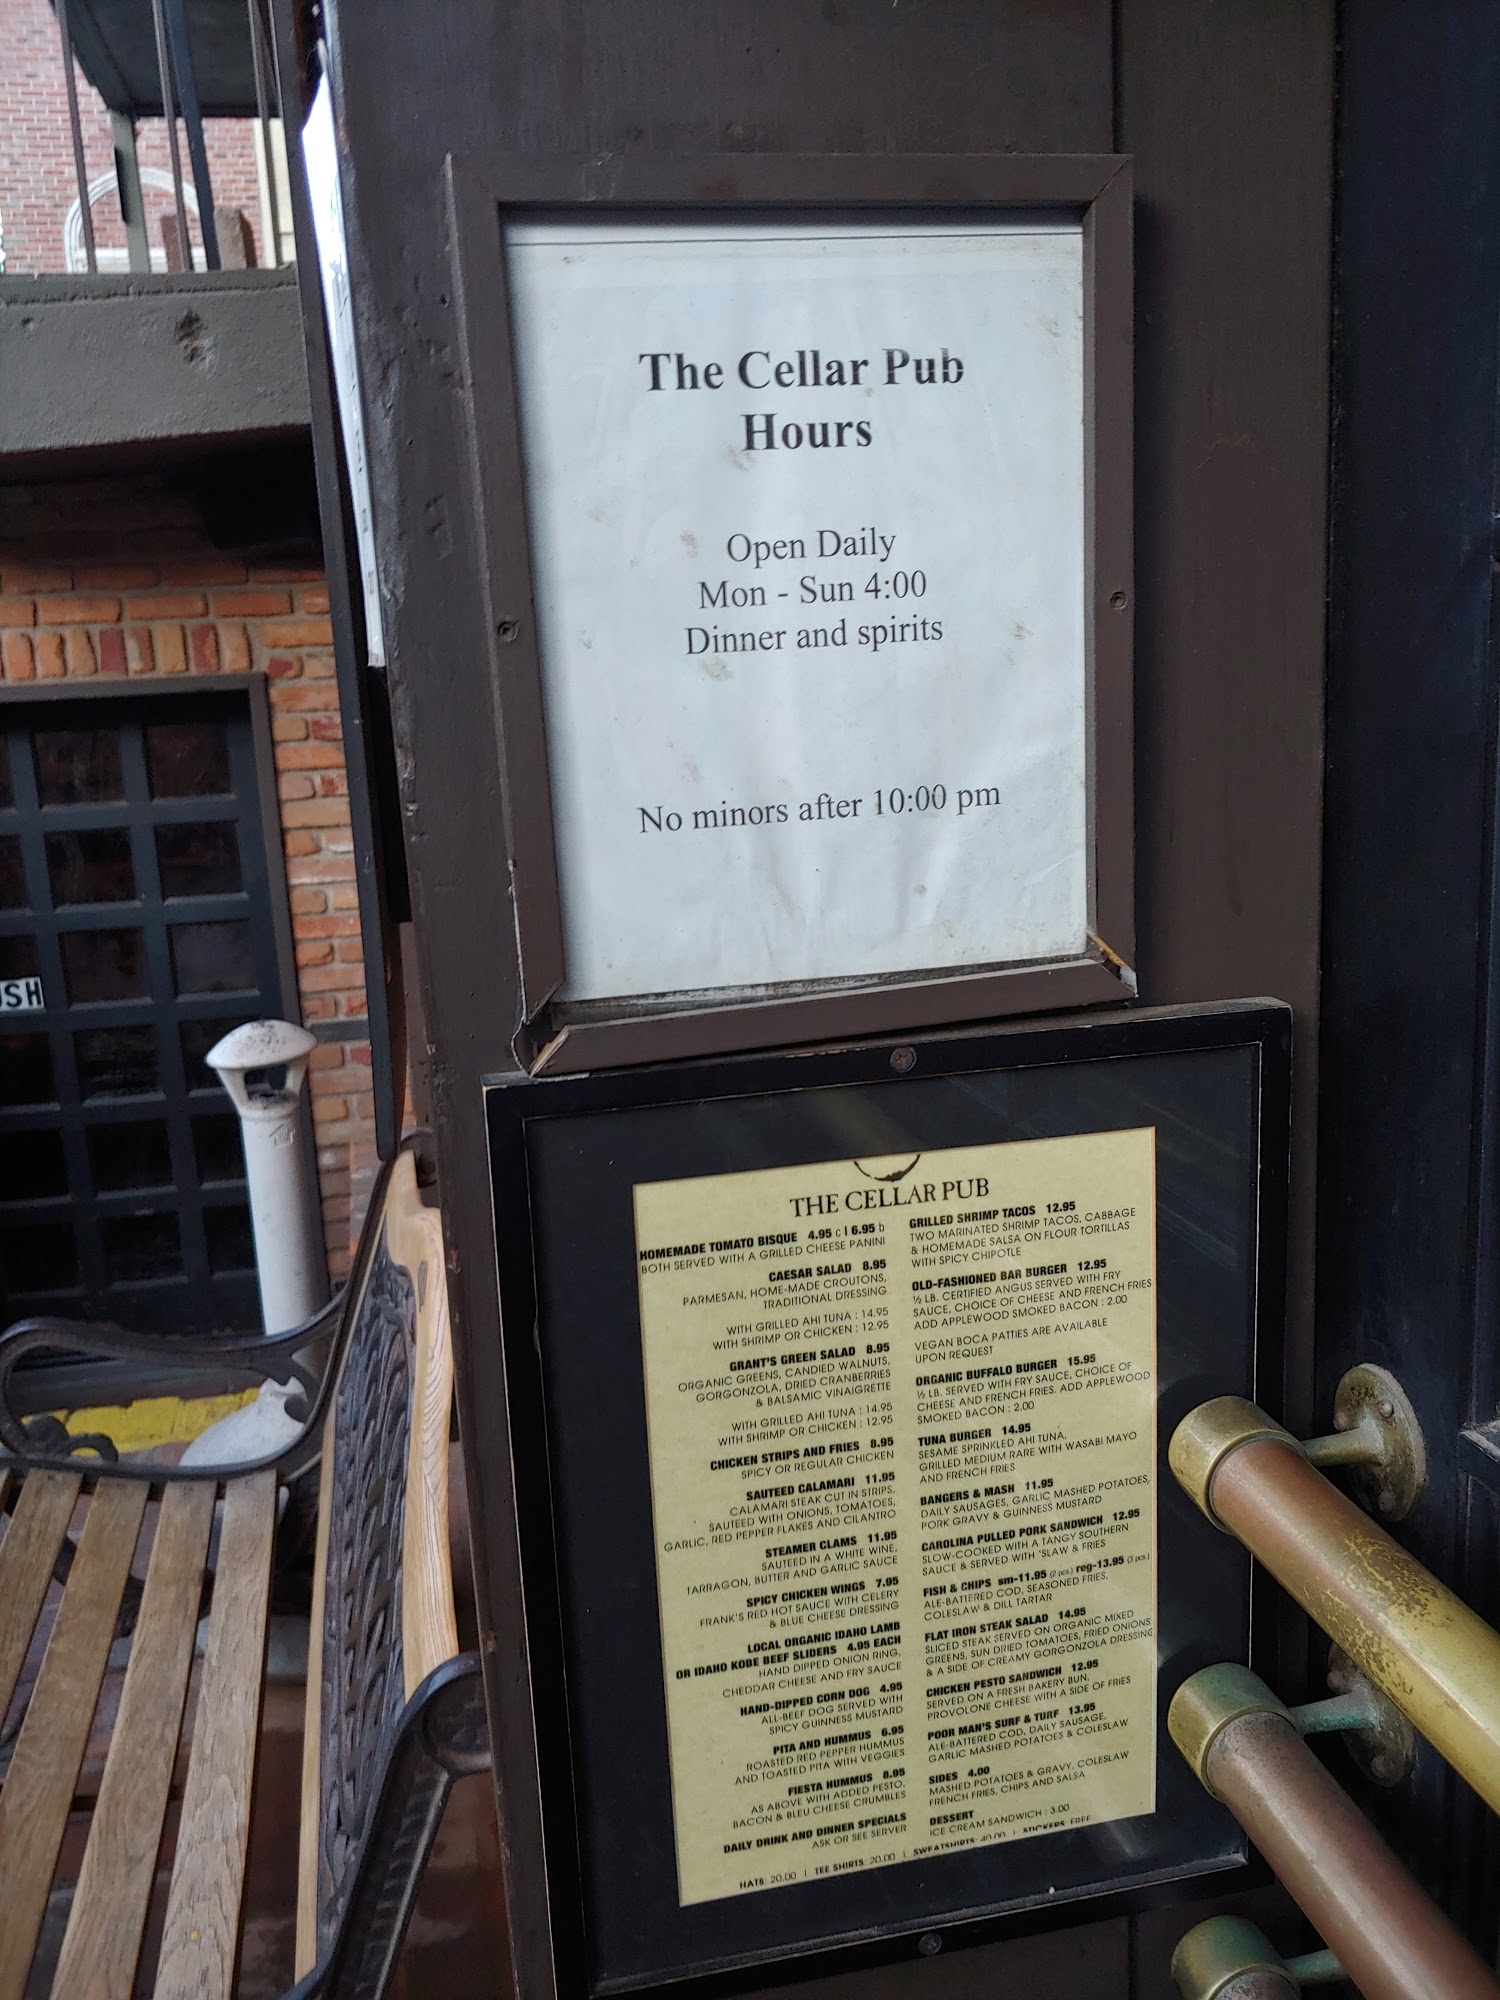 The Cellar Pub
Hours
Open Daily
Mon - Sun 4:00
Dinner and spirits
No minors after 10:00 pm
THE CELLAR PUB
HOMEMADE TOMATO BISQUE 4.95 c | 6.95 b
BOTH SERVED WITH A GRILLED CHEESE PANINI
CAESAR SALAD 8.95
PARMESAN, HOME-MADE CROUTONS,
TRADITIONAL DRESSING
WITH GRILLED AHI TUNA : 14.95
WITH SHRIMP OR CHICKEN : 12.95
GRANT'S GREEN SALAD 8.95
ORGANIC GREENS, CANDIED WALNUTS,
GORGONZOLA, DRIED CRANBERRIES
& BALSAMIC VINAIGRETTE
WITH GRILLED AHI TUNA : 14.95
WITH SHRIMP OR CHICKEN : 12.95
CHICKEN STRIPS AND FRIES 8.95
SPICY OR REGULAR CHICKEN
SAUTEED CALAMARI 11.95
CALAMARI STEAK CUT IN STRIPS,
SAUTEED WITH ONIONS, TOMATOES,
GARLIC, RED PEPPER FLAKES AND CILANTRO
STEAMER CLAMS 11.95
SAUTEED IN A WHITE WINE,
TARRAGON, BUTTER AND GARLIC SAUCE
SPICY CHICKEN WINGS 7.95
FRANK'S RED HOT SAUCE WITH CELERY
& BLUE CHEESE DRESSING
LOCAL ORGANIC IDAHO LAMB
OR IDAHO KOBE BEEF SLIDERS 4.95 EACH
HAND DIPPED ONION RING,
CHEDDAR CHEESE AND FRY SAUCE
HAND-DIPPED CORN DOG 4.95
ALL-BEEF DOG SERVED WITH
SPICY GUINNESS MUSTARD
PITA AND HUMMUS 6.95
ROASTED RED PEPPER HUMMUS
AND TOASTED PITA WITH VEGGIES
FIESTA HUMMUS 8.95
AS ABOVE WITH ADDED PESTO,
BACON & BLEU CHEESE CRUMBLES
DAILY DRINK AND DINNER SPECIALS
ASK OR SEE SERVER
GRILLED SHRIMP TACOS 12.95
TWO MARINATED SHRIMP TACOS, CABBAGE
& HOMEMADE SALSA ON FLOUR TORTILLAS
WITH SPICY CHIPOTLE
OLD-FASHIONED BAR BURGER 12.95
½ LB. CERTIFIED ANGUS SERVED WITH FRY
SAUCE, CHOICE OF CHEESE AND FRENCH FRIES
ADD APPLEWOOD SMOKED BACON : 2.00
VEGAN BOCA PATTIES ARE AVAILABLE
UPON REQUEST
ORGANIC BUFFALO BURGER 15.95
½ LB. SERVED WITH FRY SAUCE, CHOICE OF
CHEESE AND FRENCH FRIES. ADD APPLEWOOD
SMOKED BACON : 2.00
TUNA BURGER 14.95
SESAME SPRINKLED AHI TUNA,
GRILLED MEDIUM RARE WITH WASABI MAYO
AND FRENCH FRIES
BANGERS & MASH 11.95
DAILY SAUSAGES, GARLIC MASHED POTATOES,
PORK GRAVY & GUINNESS MUSTARD
CAROLINA PULLED PORK SANDWICH 12.95
SLOW-COOKED WITH A TANGY SOUTHERN
SAUCE & SERVED WITH 'SLAW & FRIES
FISH & CHIPS sm-11.95 (2 pcs.) reg-13.95 (3 pcs.)
ALE-BATTERED COD, SEASONED FRIES,
COLESLAW & DILL TARTAR
FLAT IRON STEAK SALAD 14.95
SLICED STEAK SERVED ON ORGANIC MIXED
GREENS, SUN DRIED TOMATOES, FRIED ONIONS
& A SIDE OF CREAMY GORGONZOLA DRESSING
CHICKEN PESTO SANDWICH 12.95
SERVED ON A FRESH BAKERY BUN,
PROVOLONE CHEESE WITH A SIDE OF FRIES
POOR MAN'S SURF & TURF 13.95
ALE-BATTERED COD, DAILY SAUSAGE,
GARLIC MASHED POTATOES & COLESLAW
SIDES 4.00
MASHED POTATOES & GRAVY, COLESLAW
FRENCH FRIES, CHIPS AND SALSA
DESSERT
ICE CREAM SANDWICH : 3.00
HATS: 20.00 | TEE SHIRTS: 20.00 | SWEATSHIRTS: 40.00 | STICKERS: FREE
USH